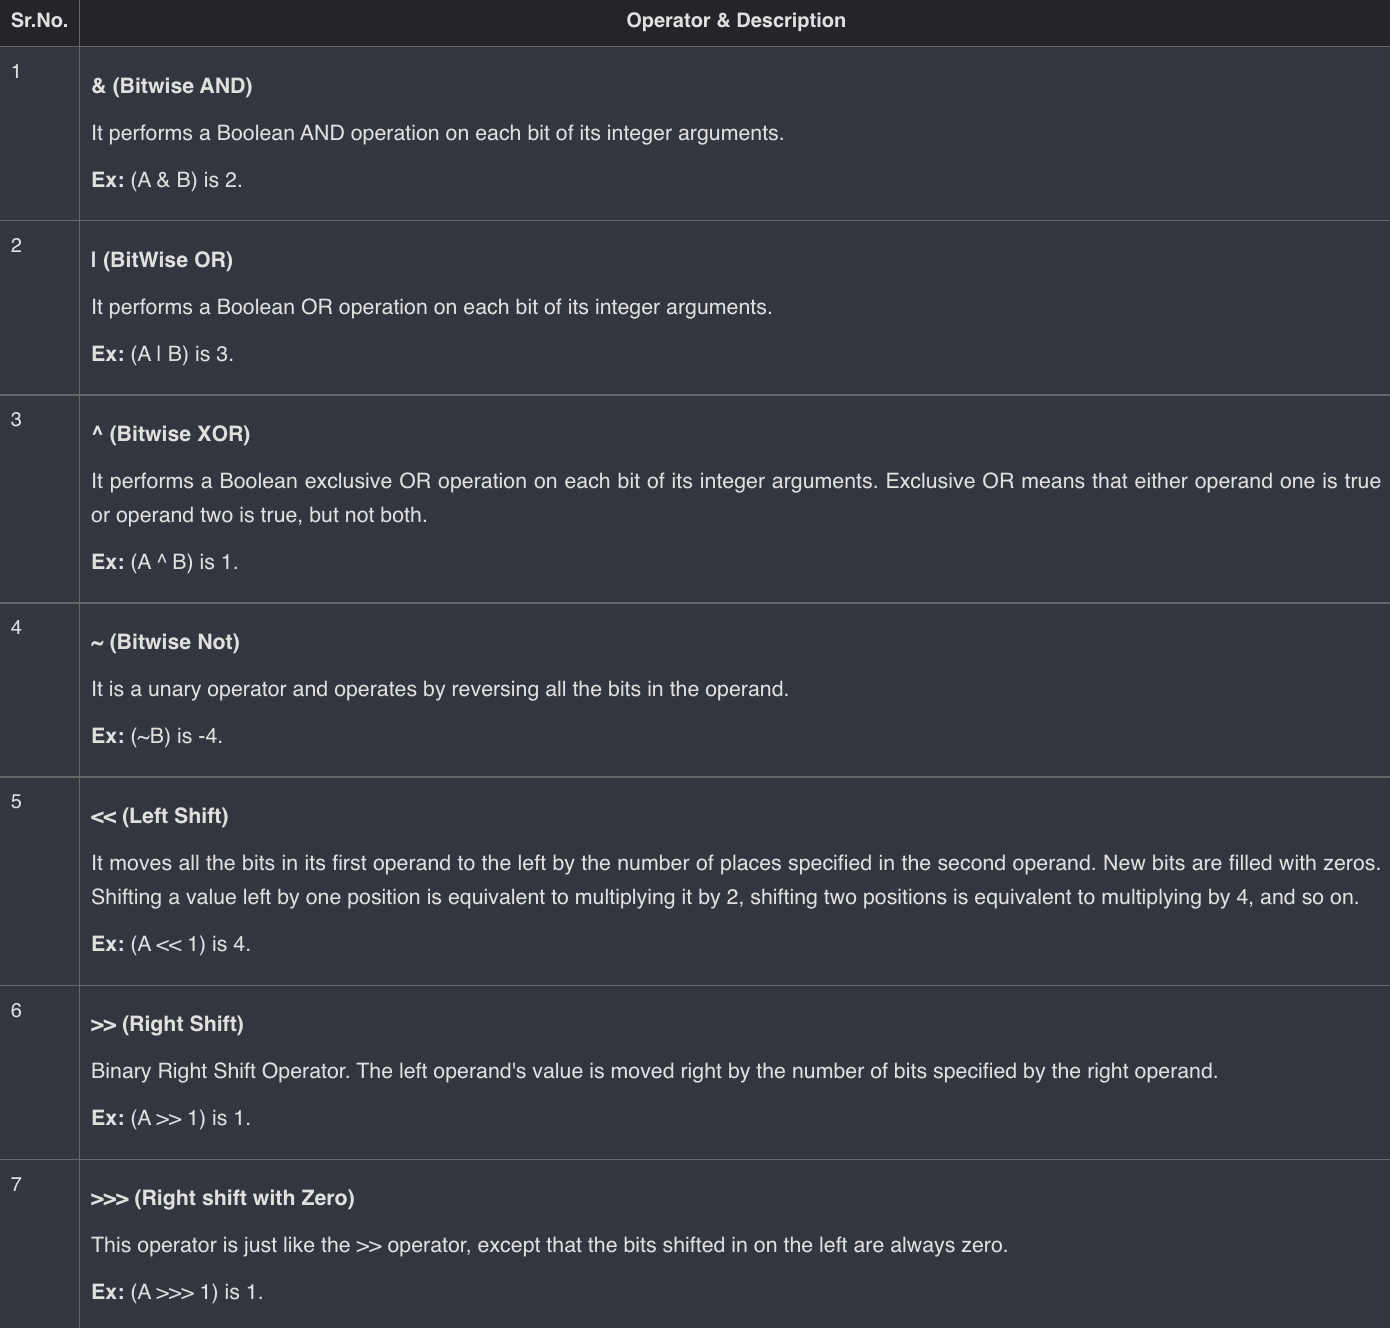 Sr.No. Operator & Description
1
& (Bitwise AND)
It performs a Boolean AND operation on each bit of its integer arguments.
Ex: (A & B) is 2.
2
| (BitWise OR)
It performs a Boolean OR operation on each bit of its integer arguments.
Ex: (A | B) is 3.
3
^ (Bitwise XOR)
It performs a Boolean exclusive OR operation on each bit of its integer arguments. Exclusive OR means that either operand one is true
or operand two is true, but not both.
Ex: (A ^ B) is 1.
4
~ (Bitwise Not)
It is a unary operator and operates by reversing all the bits in the operand.
Ex: (~B) is -4.
5
<< (Left Shift)
It moves all the bits in its first operand to the left by the number of places specified in the second operand. New bits are filled with zeros.
Shifting a value left by one position is equivalent to multiplying it by 2, shifting two positions is equivalent to multiplying by 4, and so on.
Ex: (A << 1) is 4.
6
>> (Right Shift)
Binary Right Shift Operator. The left operand's value is moved right by the number of bits specified by the right operand.
Ex: (A >> 1) is 1.
7
>>> (Right shift with Zero)
This operator is just like the >> operator, except that the bits shifted in on the left are always zero.
Ex: (A >>> 1) is 1.